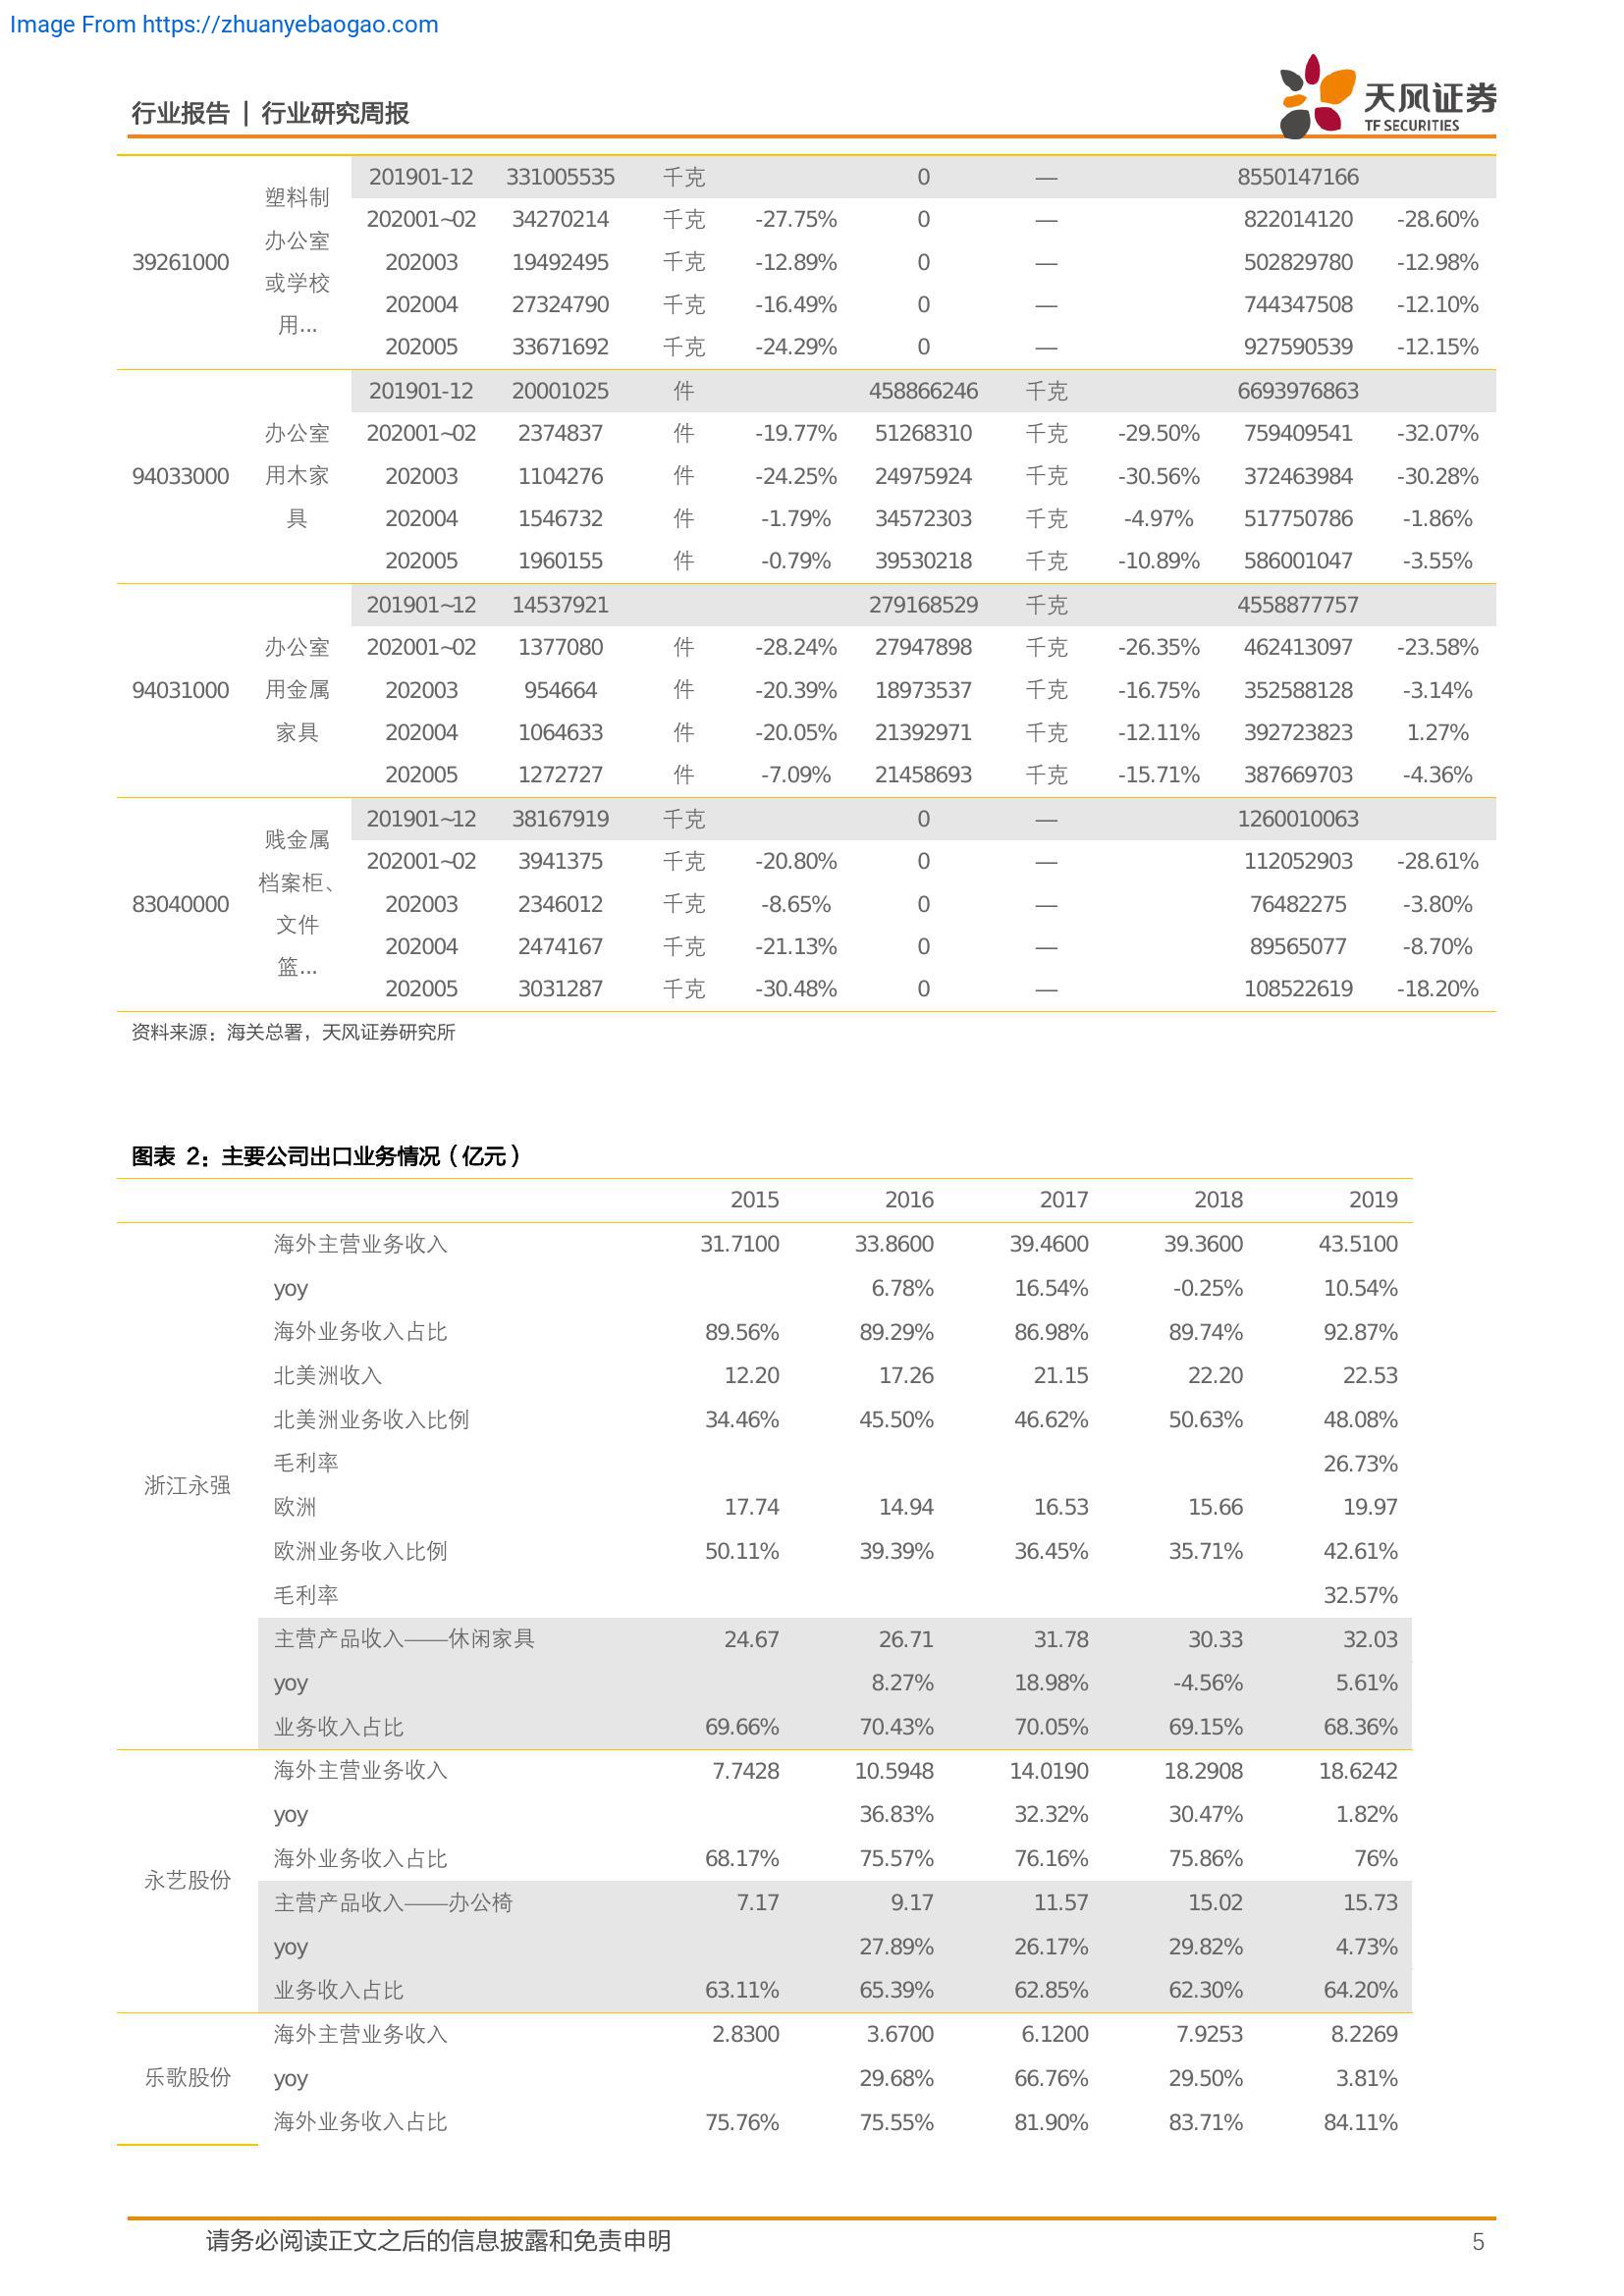 Image From https://zhuanyebaogao.com
行业报告 | 行业研究周报
天风证券
TF SECURITIES
39261000 塑料制办公室或学校用... 201901-12 331005535 千克 0 — 8550147166
202001~02 34270214 千克 -27.75% 0 — 822014120 -28.60%
202003 19492495 千克 -12.89% 0 — 502829780 -12.98%
202004 27324790 千克 -16.49% 0 — 744347508 -12.10%
202005 33671692 千克 -24.29% 0 — 927590539 -12.15%
94033000 办公室用木家具 201901-12 20001025 件 458866246 千克 6693976863
202001~02 2374837 件 -19.77% 51268310 千克 -29.50% 759409541 -32.07%
202003 1104276 件 -24.25% 24975924 千克 -30.56% 372463984 -30.28%
202004 1546732 件 -1.79% 34572303 千克 -4.97% 517750786 -1.86%
202005 1960155 件 -0.79% 39530218 千克 -10.89% 586001047 -3.55%
94031000 办公室用金属家具 201901~12 14537921 279168529 千克 4558877757
202001~02 1377080 件 -28.24% 27947898 千克 -26.35% 462413097 -23.58%
202003 954664 件 -20.39% 18973537 千克 -16.75% 352588128 -3.14%
202004 1064633 件 -20.05% 21392971 千克 -12.11% 392723823 1.27%
202005 1272727 件 -7.09% 21458693 千克 -15.71% 387669703 -4.36%
83040000 贱金属档案柜、文件篮... 201901~12 38167919 千克 0 — 1260010063
202001~02 3941375 千克 -20.80% 0 — 112052903 -28.61%
202003 2346012 千克 -8.65% 0 — 76482275 -3.80%
202004 2474167 千克 -21.13% 0 — 89565077 -8.70%
202005 3031287 千克 -30.48% 0 — 108522619 -18.20%
资料来源：海关总署，天风证券研究所
图表 2：主要公司出口业务情况（亿元）
2015 2016 2017 2018 2019
浙江永强
海外主营业务收入 31.7100 33.8600 39.4600 39.3600 43.5100
yoy 6.78% 16.54% -0.25% 10.54%
海外业务收入占比 89.56% 89.29% 86.98% 89.74% 92.87%
北美洲收入 12.20 17.26 21.15 22.20 22.53
北美洲业务收入比例 34.46% 45.50% 46.62% 50.63% 48.08%
毛利率 26.73%
欧洲 17.74 14.94 16.53 15.66 19.97
欧洲业务收入比例 50.11% 39.39% 36.45% 35.71% 42.61%
毛利率 32.57%
主营产品收入——休闲家具 24.67 26.71 31.78 30.33 32.03
yoy 8.27% 18.98% -4.56% 5.61%
业务收入占比 69.66% 70.43% 70.05% 69.15% 68.36%
永艺股份
海外主营业务收入 7.7428 10.5948 14.0190 18.2908 18.6242
yoy 36.83% 32.32% 30.47% 1.82%
海外业务收入占比 68.17% 75.57% 76.16% 75.86% 76%
主营产品收入——办公椅 7.17 9.17 11.57 15.02 15.73
yoy 27.89% 26.17% 29.82% 4.73%
业务收入占比 63.11% 65.39% 62.85% 62.30% 64.20%
乐歌股份
海外主营业务收入 2.8300 3.6700 6.1200 7.9253 8.2269
yoy 29.68% 66.76% 29.50% 3.81%
海外业务收入占比 75.76% 75.55% 81.90% 83.71% 84.11%
请务必阅读正文之后的信息披露和免责申明 5